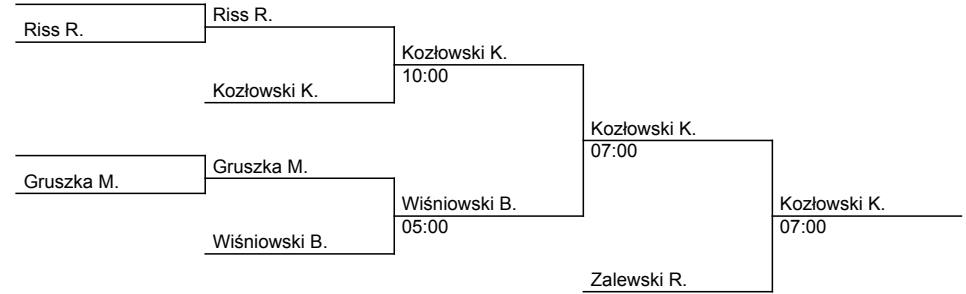 Riss R.
Riss R.
Kozłowski K.
10:00
Kozłowski K.
Kozłowski K.
07:00
Gruszka M.
Gruszka M.
Wiśniowski B.
05:00
Wiśniowski B.
Kozłowski K.
07:00
Zalewski R.